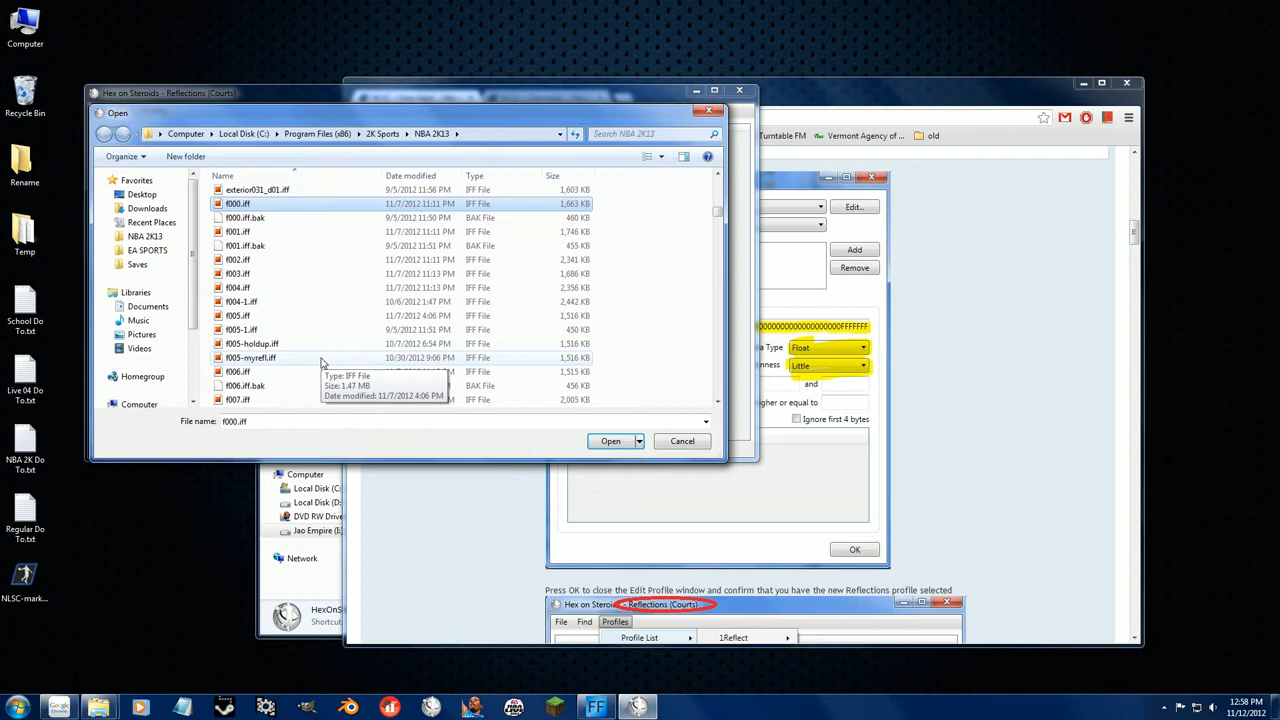 Computer
Recycle Bin
Rename
Temp
School Do To.txt
Live 04 Do To.txt
NBA 2K Do To.txt
Regular Do To.txt
NLSC-mark...
Hex on Steroids - Reflections (Courts)
Open
Computer Local Disk (C:) Program Files (x86) 2K Sports NBA 2K13
Search NBA 2K13
Organize New folder
Favorites
Desktop
Downloads
Recent Places
NBA 2K13
EA SPORTS
Saves
Libraries
Documents
Music
Pictures
Videos
Homegroup
Computer
Name Date modified Type Size
exterior031_d01.iff 9/5/2012 11:56 PM IFF File 1,603 KB
f000.iff 11/7/2012 11:11 PM IFF File 1,663 KB
f000.iff.bak 9/5/2012 11:52 PM BAK File 460 KB
f001.iff 11/7/2012 11:11 PM IFF File 1,746 KB
f001.iff.bak 9/5/2012 11:51 PM BAK File 455 KB
f002.iff 11/7/2012 11:11 PM IFF File 2,341 KB
f003.iff 11/7/2012 11:13 PM IFF File 1,686 KB
f004.iff 11/7/2012 11:13 PM IFF File 2,356 KB
f004-1.iff 10/6/2012 1:47 PM IFF File 2,442 KB
f005.iff 11/7/2012 4:06 PM IFF File 1,516 KB
f005-1.iff 9/5/2012 11:51 PM IFF File 450 KB
f005-holdup.iff 10/7/2012 6:54 PM IFF File 1,516 KB
f005-myrefl.iff 10/30/2012 9:06 PM IFF File 1,516 KB
f006.iff IFF File 1,506 KB
f006.iff.bak BAK File 456 KB
f007.iff IFF File 2,005 KB
Type: IFF File
Size: 1.47 MB
Date modified: 11/7/2012 4:06 PM
File name: f000.iff
Open Cancel
Turntable FM Vermont Agency of ... old
Edit...
Add
Remove
Float
Little
and
igher or equal to
Ignore first 4 bytes
OK
Press OK to close the Edit Profile window and confirm that you have the new Reflections profile selected
Hex on Steroids - Reflections (Courts)
File Find Profiles
Profile List 1Reflect
Computer
Local Disk (C:
Local Disk (D:
DVD RW Drive
Jao Empire (I:
Network
HexOnS
Shortcut
12:58 PM
11/12/2012